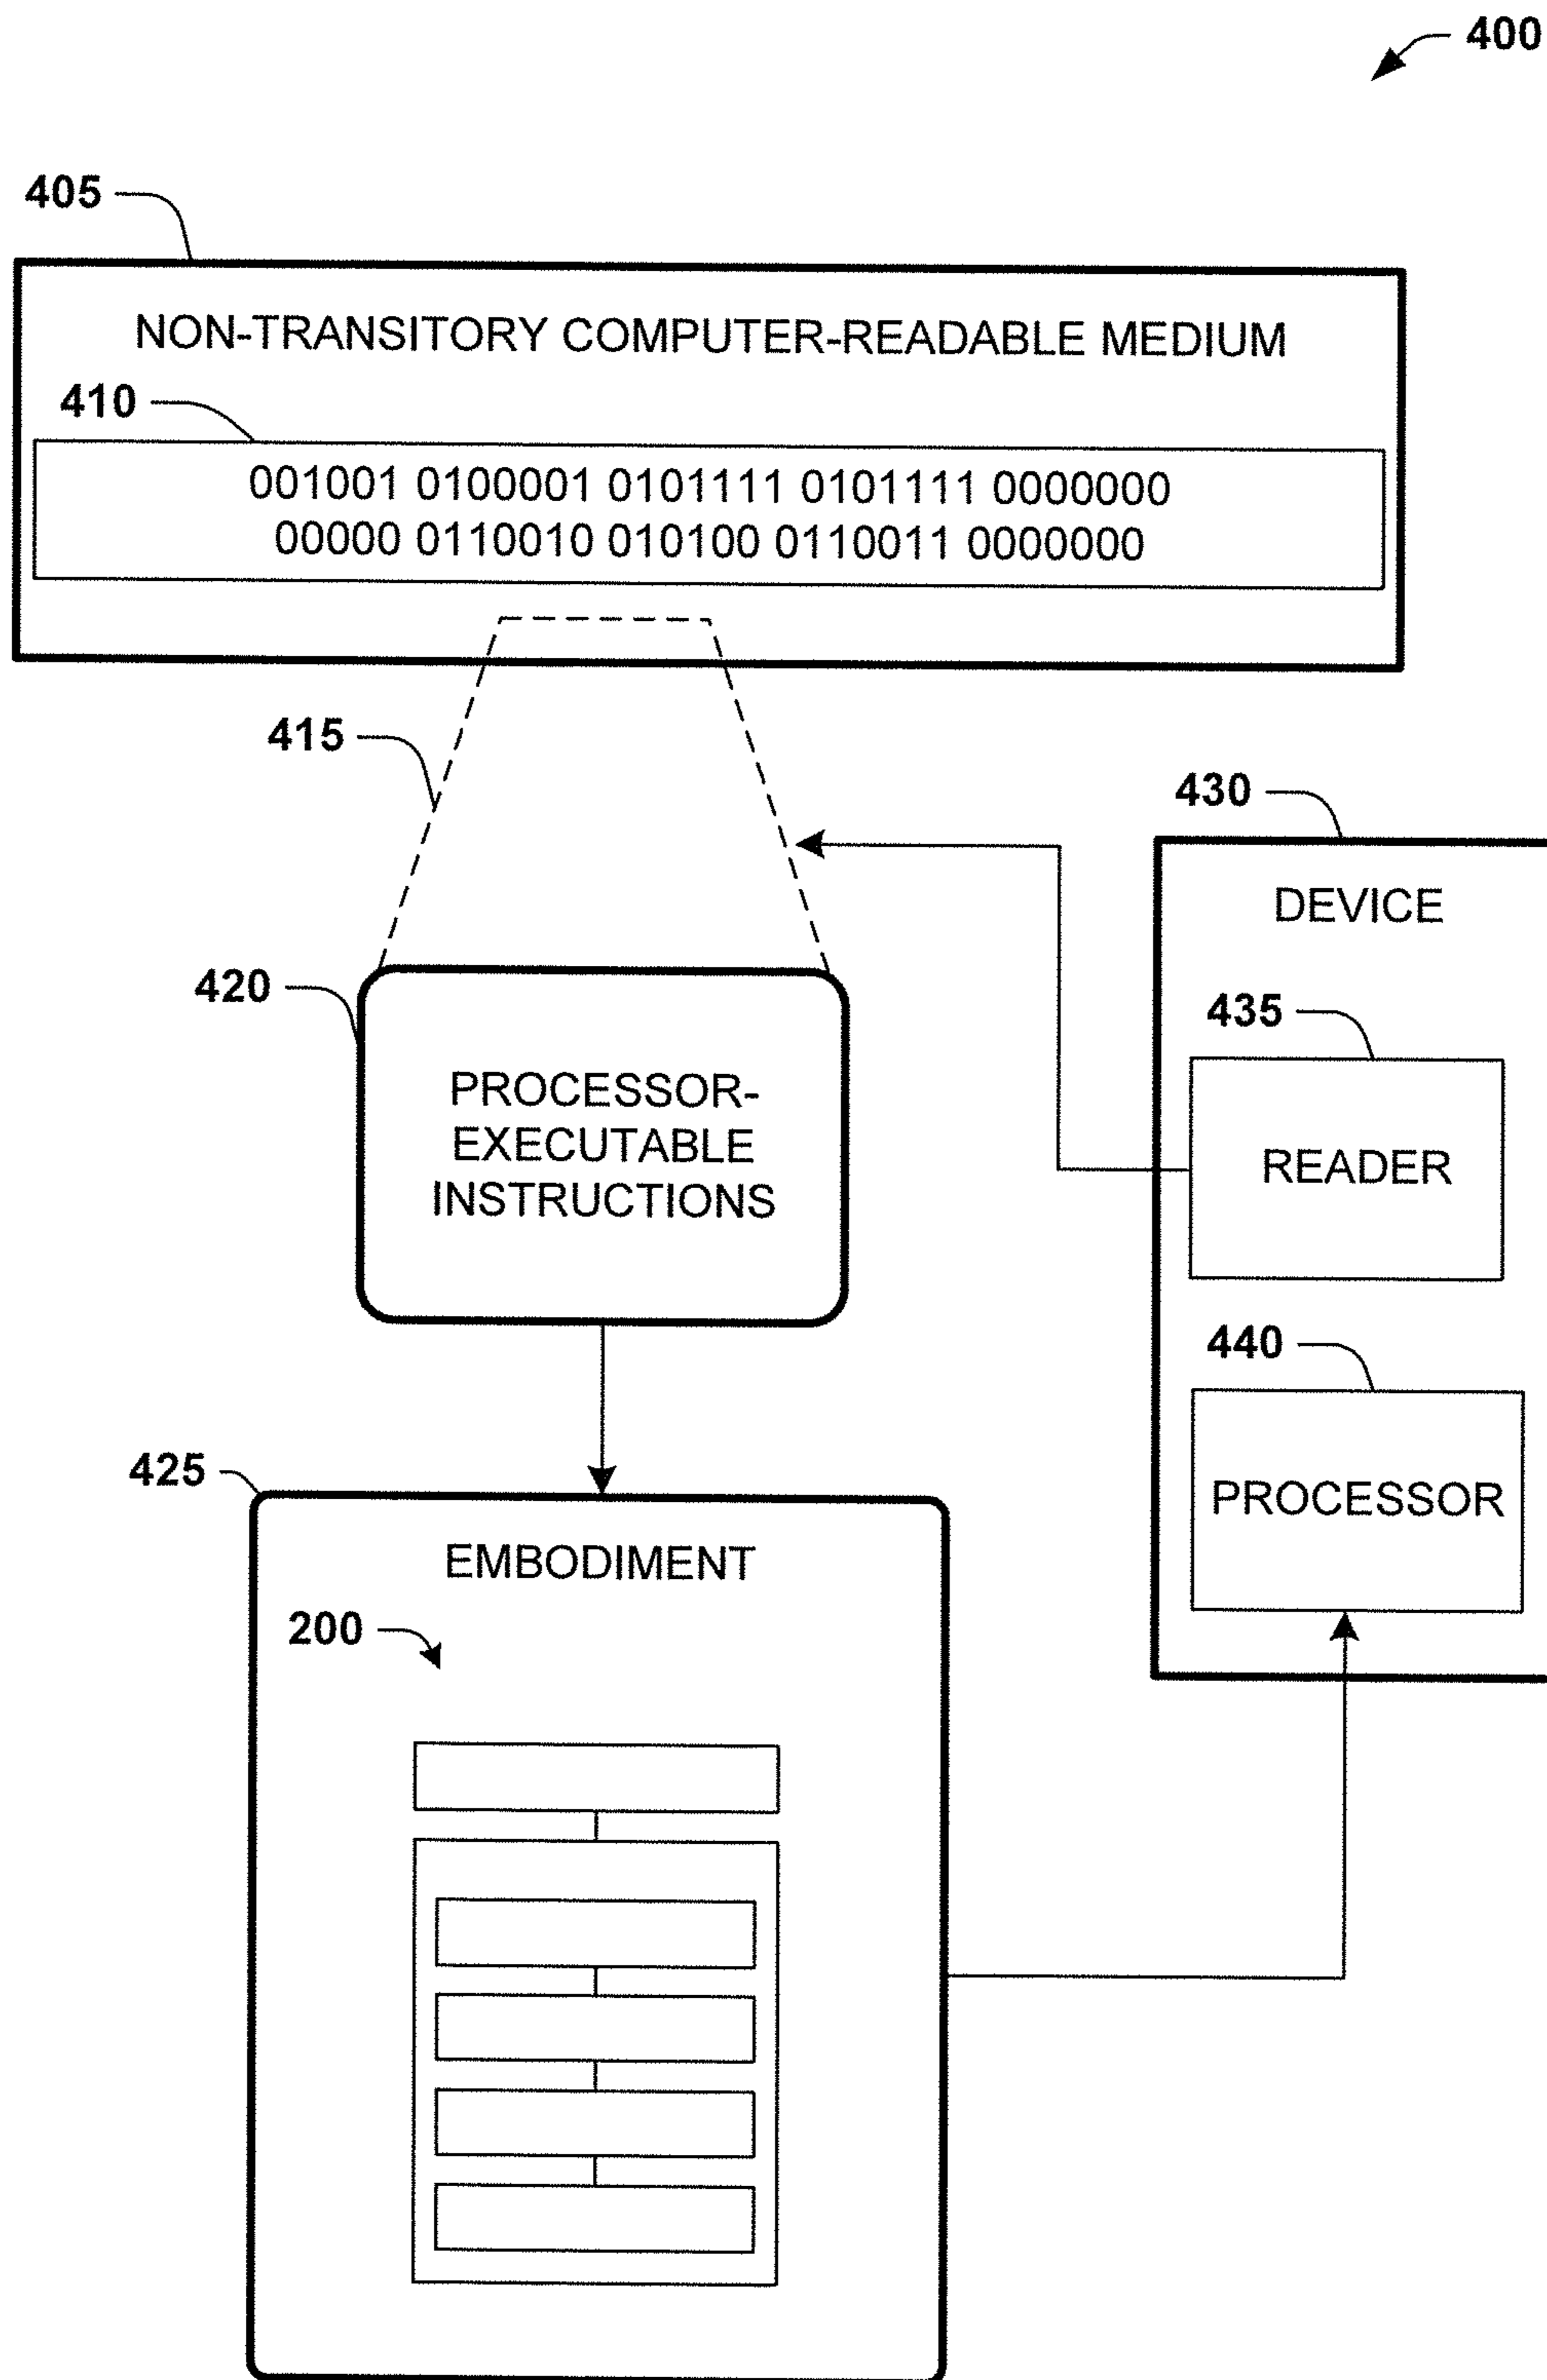 400
405
NON-TRANSITORY COMPUTER-READABLE MEDIUM
410
001001 0100001 0101111 0101111 0000000
00000 0110010 010100 0110011 0000000
415
430
DEVICE
420
435
PROCESSOR-
EXECUTABLE
INSTRUCTIONS
READER
440
425
PROCESSOR
EMBODIMENT
200